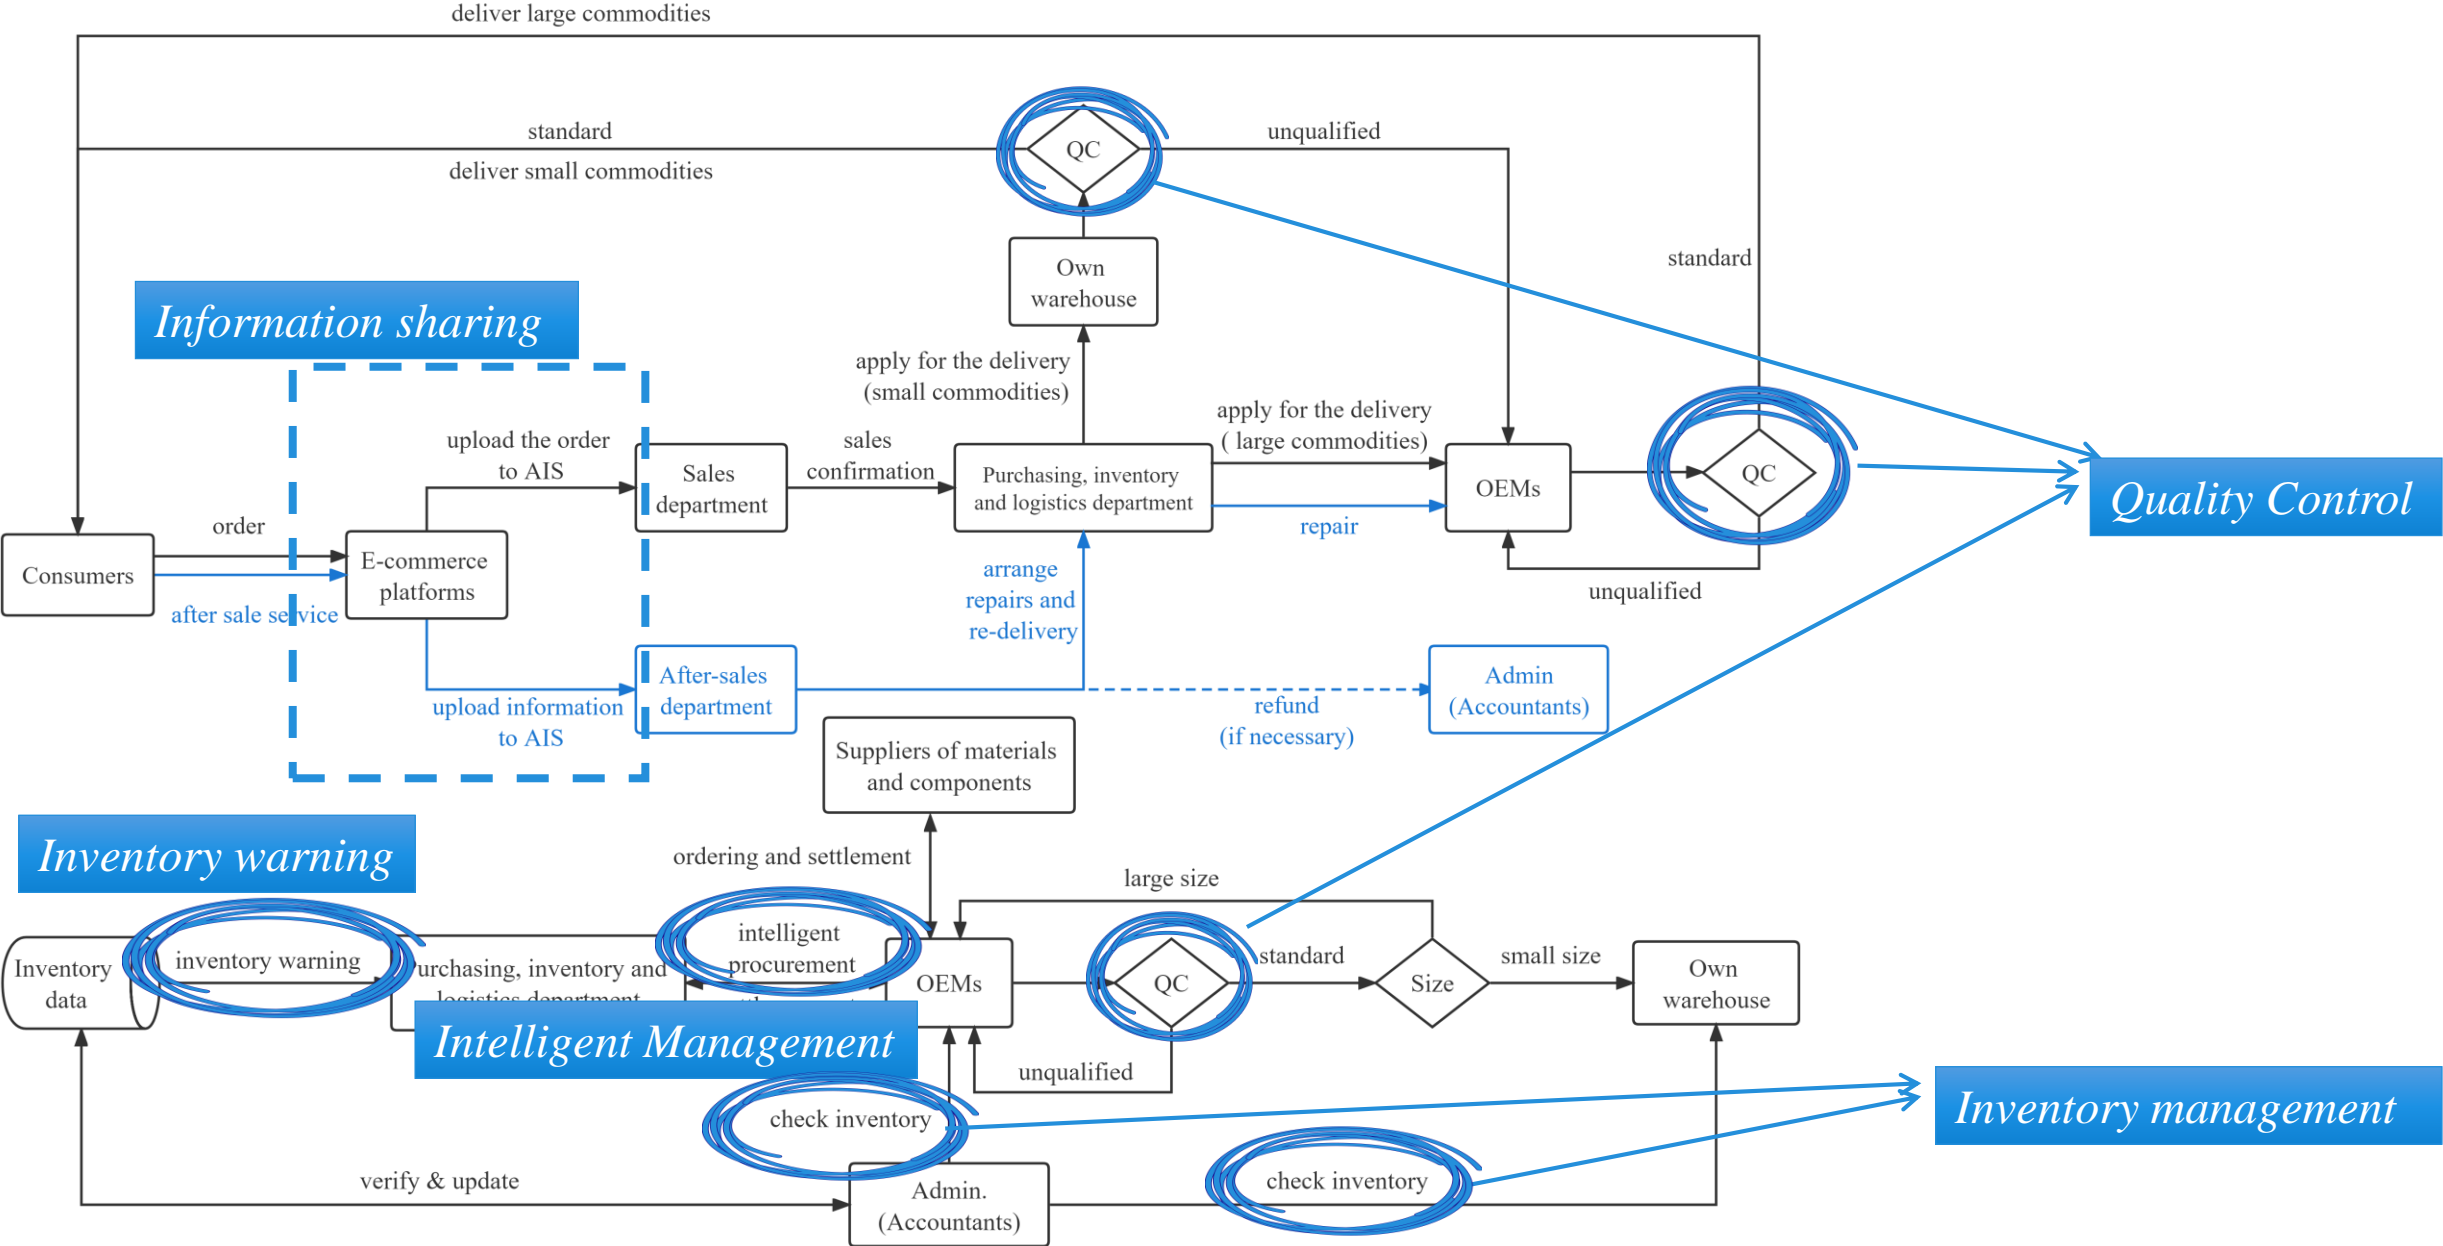 deliver large commodities
standard
deliver small commodities
QC
unqualified
Own
warehouse
standard
Information sharing
apply for the delivery
(small commodities)
apply for the delivery
( large commodities)
upload the order
to AIS
Sales
department
sales
confirmation
Purchasing, inventory
and logistics department
OEMs
QC
Quality Control
order
Consumers
E-commerce
platforms
after sale service
repair
unqualified
arrange
repairs and
re-delivery
upload information
to AIS
After-sales
department
refund
(if necessary)
Admin
(Accountants)
Suppliers of materials
and components
Inventory warning
ordering and settlement
large size
Inventory
data
inventory warning
urchasing, inventory and
logistics department
intelligent
procurement
OEMs
QC
standard
Size
small size
Own
warehouse
Intelligent Management
unqualified
check inventory
Inventory management
verify & update
Admin.
(Accountants)
check inventory